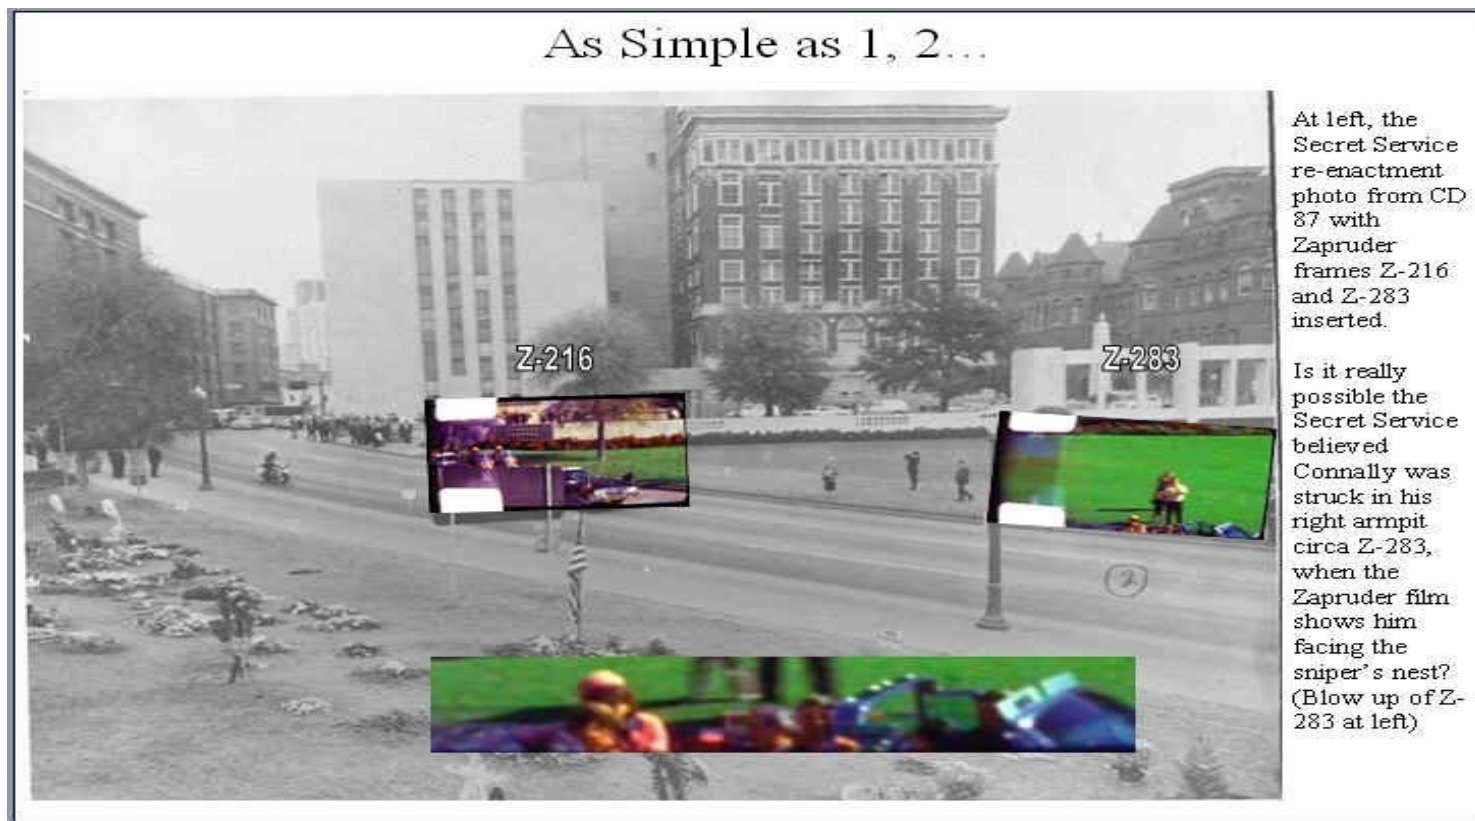 As Simple as 1, 2...
Z-216
Z-283
2
At left, the
Secret Service
re-enactment
photo from CD
87 with
Zapruder
frames Z-216
and Z-283
inserted.
Is it really
possible the
Secret Service
believed
Connally was
struck in his
right armpit
circa Z-283,
when the
Zapruder film
shows him
facing the
sniper's nest?
(Blow up of Z-
283 at left)